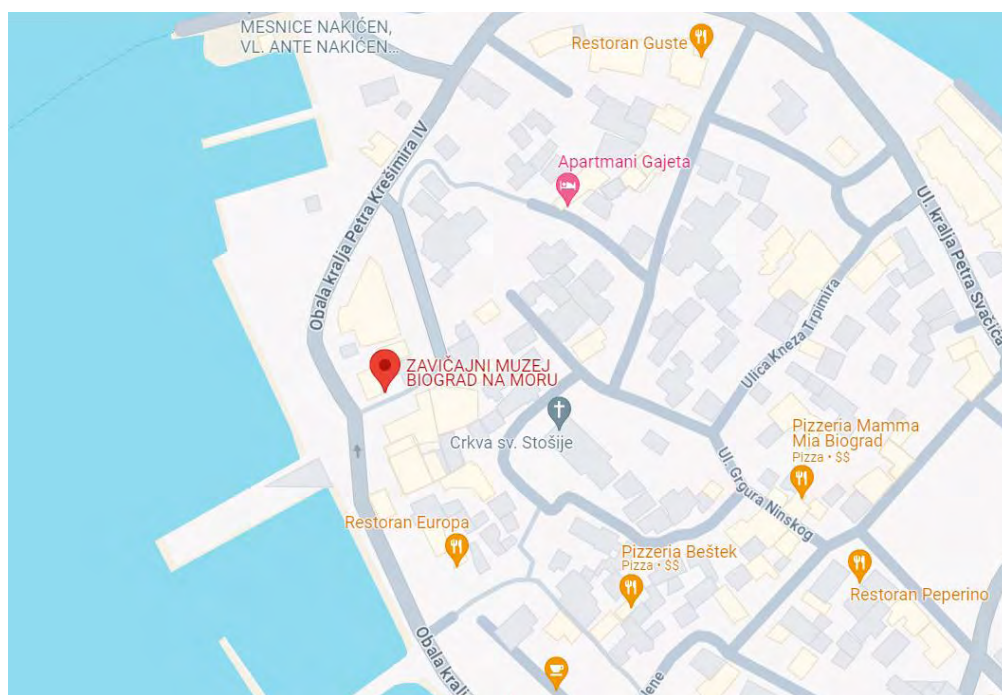 MESNICE NAKIĆEN,
VL. ANTE NAKIĆEN...
Restoran Guste
Obala kralja Petra Krešimira IV
Apartmani Gajeta
Ul. kralja Petra Svačića
Ulica Kneza Trpimira
ZAVIČAJNI MUZEJ
BIOGRAD NA MORU
Crkva sv. Stošije
Pizzeria Mamma
Mia Biograd
Pizza • $$
Ul. Grgura Ninskog
Restoran Europa
Pizzeria Beštek
Pizza • $$
Restoran Peperino
Obala kralj